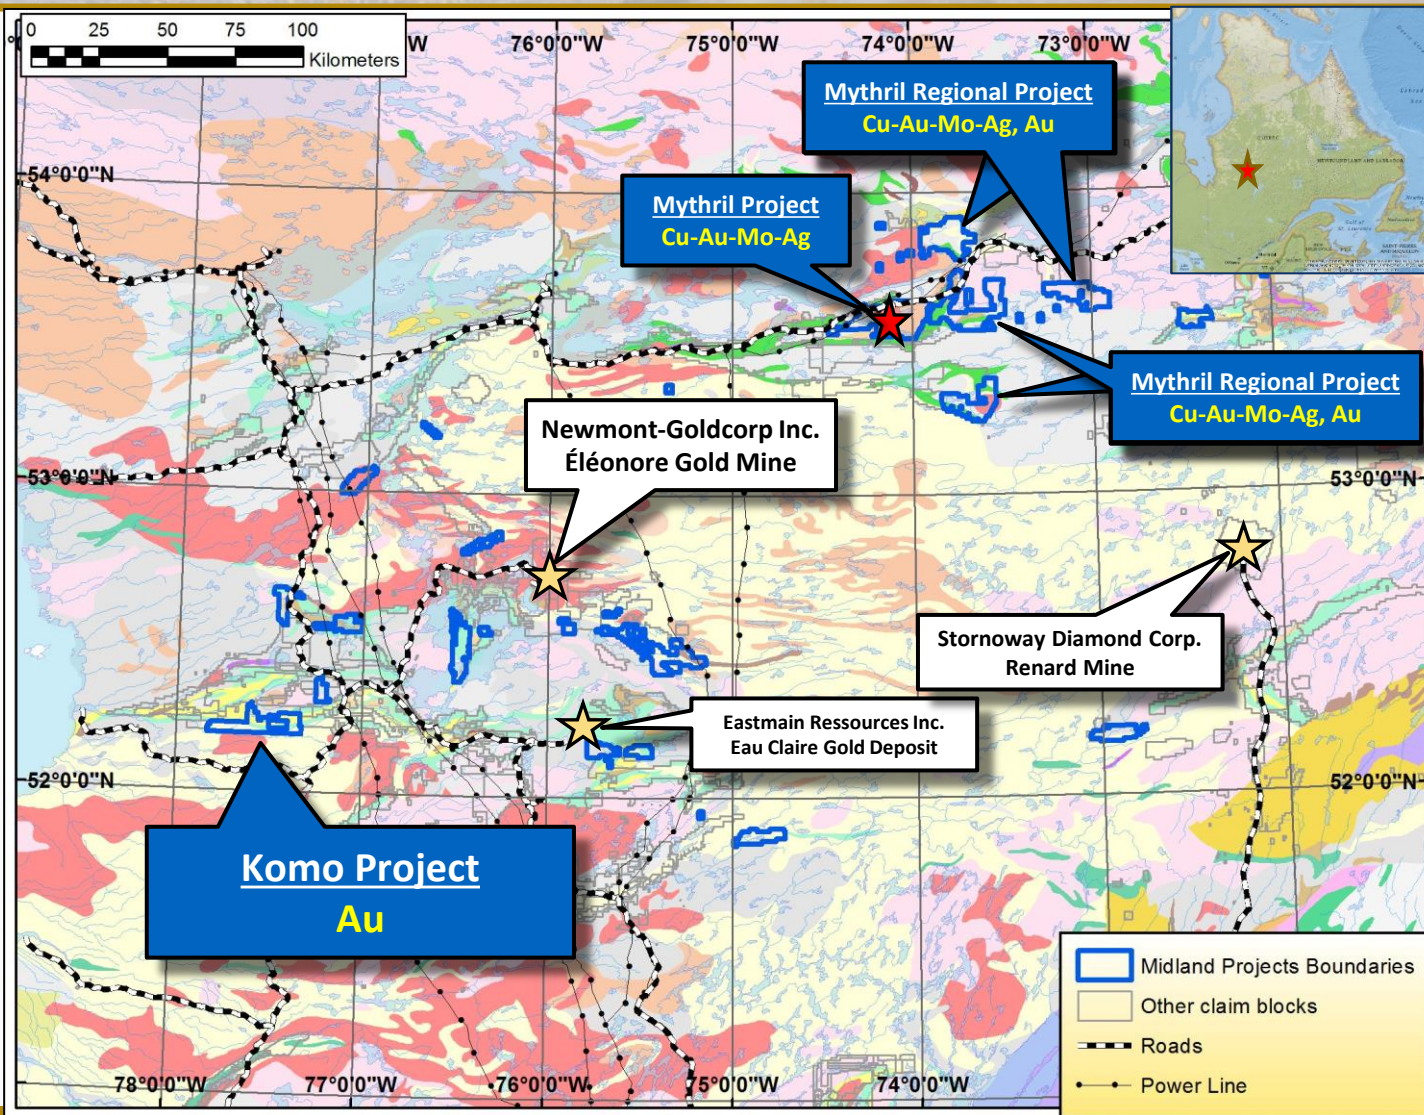 0 25 50 75 100
Kilometers
W
76°0'0"W
75°0'0"W
74°0'0"W
73°0'0"W
Mythril Regional Project
Cu-Au-Mo-Ag, Au
QUEBEC
NEWFOUNDLAND AND LABRADOR
54°0'0"N
Mythril Project
Cu-Au-Mo-Ag
Mythril Regional Project
Cu-Au-Mo-Ag, Au
Newmont-Goldcorp Inc.
Éléonore Gold Mine
53°0'0"N
53°0'0"N
Stornoway Diamond Corp.
Renard Mine
Eastmain Ressources Inc.
Eau Claire Gold Deposit
52°0'0"N
52°0'0"N
Komo Project
Au
Midland Projects Boundaries
Other claim blocks
Roads
Power Line
78°0'0"W
77°0'0"W
76°0'0"W
75°0'0"W
74°0'0"W